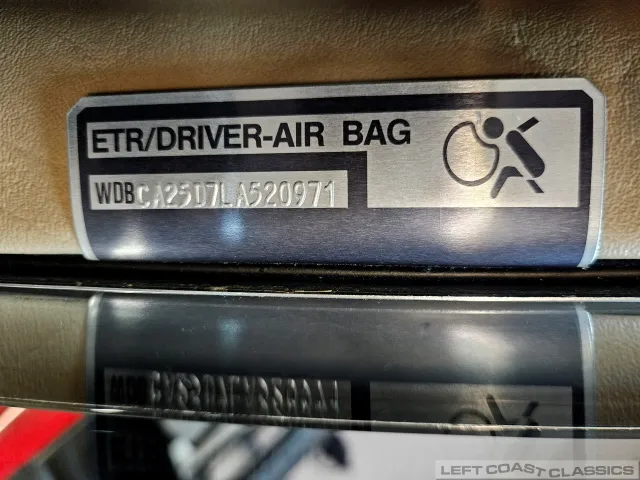 ETR/DRIVER-AIR BAG
WDBCA25D7LA520971
LEFT COAST CLASSICS